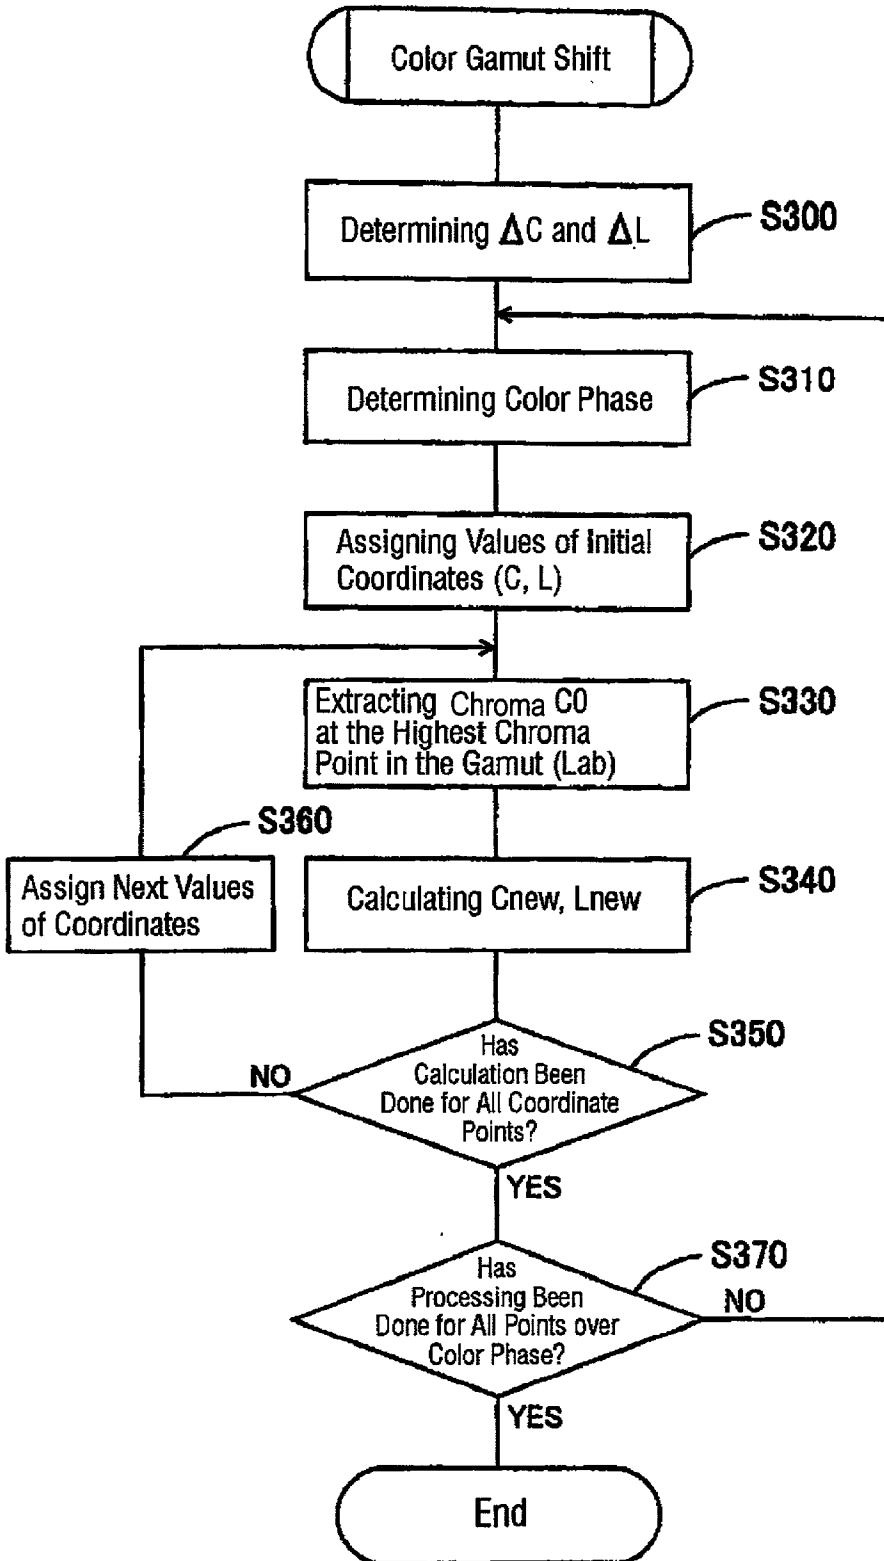 Color Gamut Shift
Determining ΔC and ΔL
S300
Determining Color Phase
S310
Assigning Values of Initial
Coordinates (C, L)
S320
Extracting Chroma C0
at the Highest Chroma
Point in the Gamut (Lab)
S330
S360
Assign Next Values
of Coordinates
Calculating Cnew, Lnew
S340
Has
Calculation Been
Done for All Coordinate
Points?
S350
NO
YES
Has
Processing Been
Done for All Points over
Color Phase?
S370
NO
YES
End